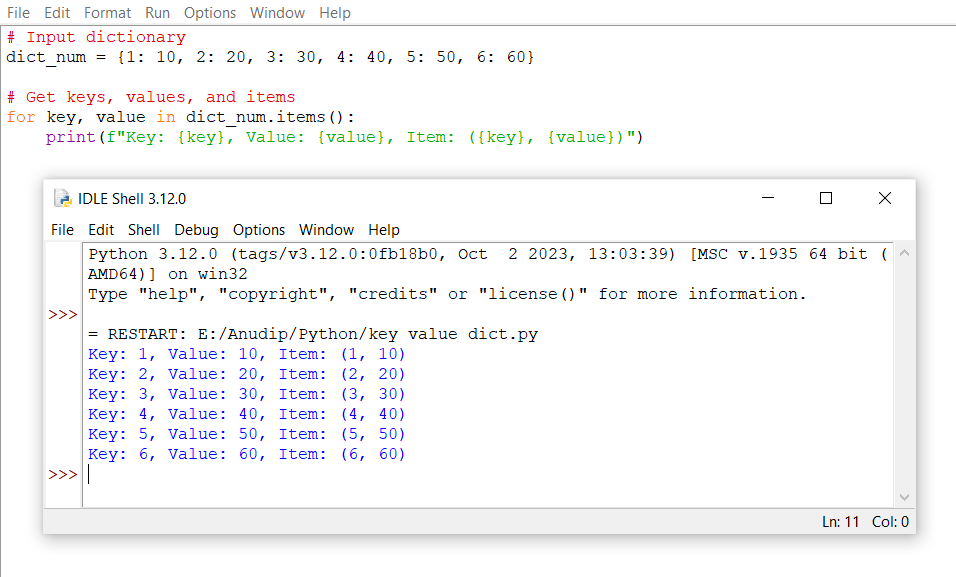 File Edit Format Run Options Window Help
# Input dictionary
dict_num = {1: 10, 2: 20, 3: 30, 4: 40, 5: 50, 6: 60}
# Get keys, values, and items
for key, value in dict_num.items():
    print(f"Key: {key}, Value: {value}, Item: ({key}, {value})")
IDLE Shell 3.12.0
File Edit Shell Debug Options Window Help
Python 3.12.0 (tags/v3.12.0:0fb18b0, Oct  2 2023, 13:03:39) [MSC v.1935 64 bit (
AMD64)] on win32
Type "help", "copyright", "credits" or "license()" for more information.
>>>
= RESTART: E:/Anudip/Python/key value dict.py
Key: 1, Value: 10, Item: (1, 10)
Key: 2, Value: 20, Item: (2, 20)
Key: 3, Value: 30, Item: (3, 30)
Key: 4, Value: 40, Item: (4, 40)
Key: 5, Value: 50, Item: (5, 50)
Key: 6, Value: 60, Item: (6, 60)
>>>
Ln: 11 Col: 0